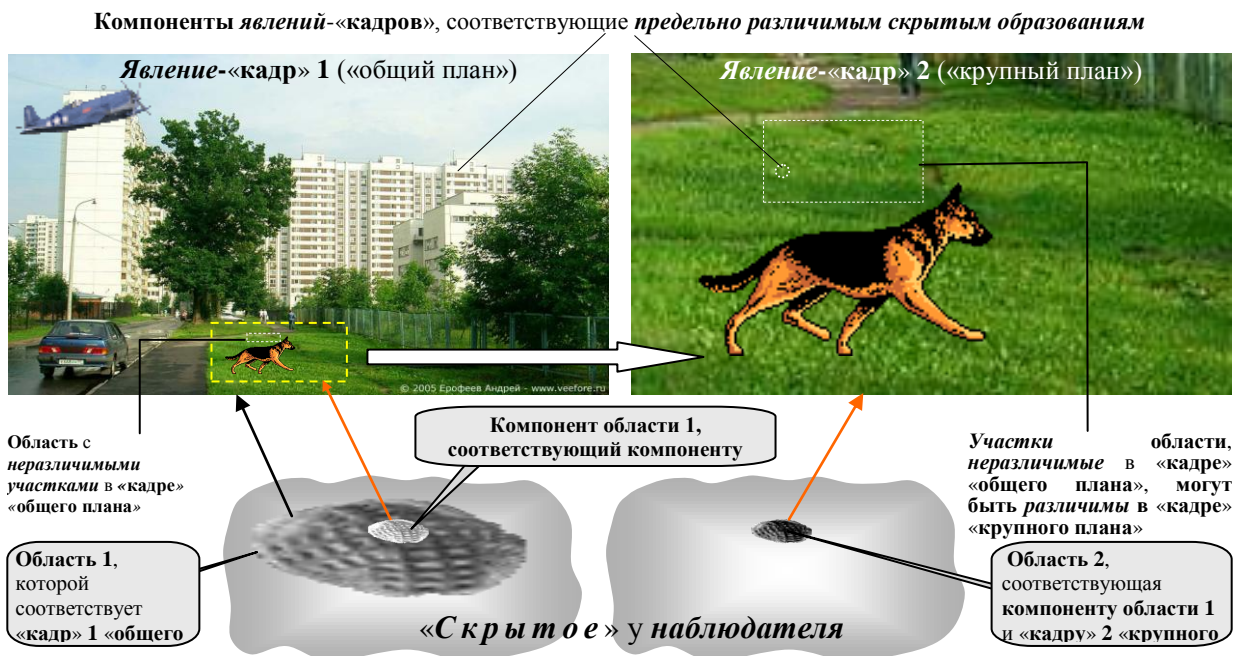 Компоненты явлений-«кадров», соответствующие предельно различимым скрытым образованиям
Явление-«кадр» 1 («общий план»)
Явление-«кадр» 2 («крупный план»)
© 2005 Ерофеев Андрей - www.veefore.ru
Область с
неразличимыми
участками в «кадре»
«общего плана»
Компонент области 1,
соответствующий компоненту
Участки области,
неразличимые в «кадре»
«общего плана», могут
быть различимы в «кадре»
«крупного плана»
Область 1,
которой
соответствует
«кадр» 1 «общего
Область 2,
соответствующая
компоненту области 1
и «кадру» 2 «крупного
«Скрытое» у наблюдателя